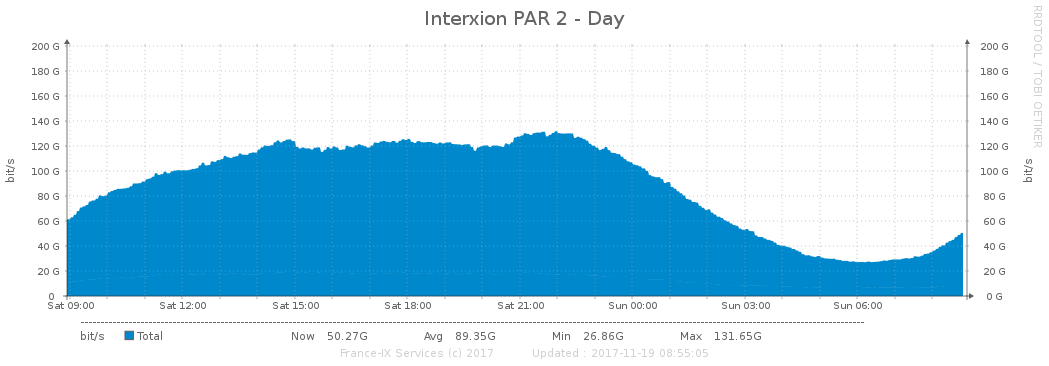 Interxion PAR 2 - Day
RRDTOOL / TOBI OETIKER
200 G 200 G
180 G 180 G
160 G 160 G
140 G 140 G
120 G 120 G
100 G 100 G
80 G 80 G
60 G 60 G
40 G 40 G
20 G 20 G
0 0 G
bit/s bit/s
Sat 09:00 Sat 12:00 Sat 15:00 Sat 18:00 Sat 21:00 Sun 00:00 Sun 03:00 Sun 06:00
bit/s Total Now 50.27G Avg 89.35G Min 26.86G Max 131.65G
France-IX Services (c) 2017 Updated : 2017-11-19 08:55:05